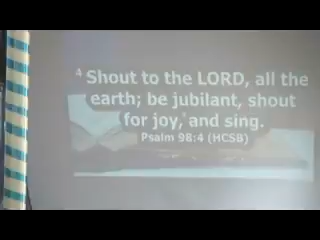 4 Shout to the LORD, all the
earth; be jubilant, shout
for joy, and sing.
Psalm 98:4 (HCSB)